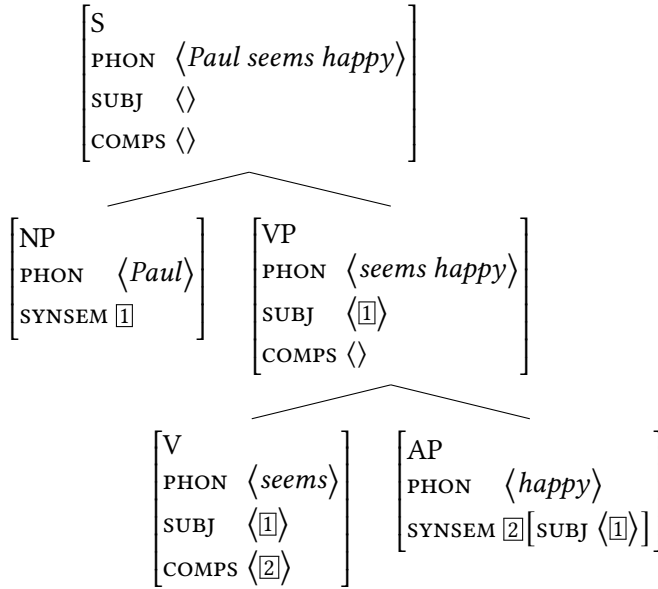 S
PHON ⟨Paul seems happy⟩
SUBJ ⟨⟩
COMPS ⟨⟩
NP
PHON ⟨Paul⟩
SYNSEM 1
VP
PHON ⟨seems happy⟩
SUBJ ⟨1⟩
COMPS ⟨⟩
V
PHON ⟨seems⟩
SUBJ ⟨1⟩
COMPS ⟨2⟩
AP
PHON ⟨happy⟩
SYNSEM 2[SUBJ ⟨1⟩]